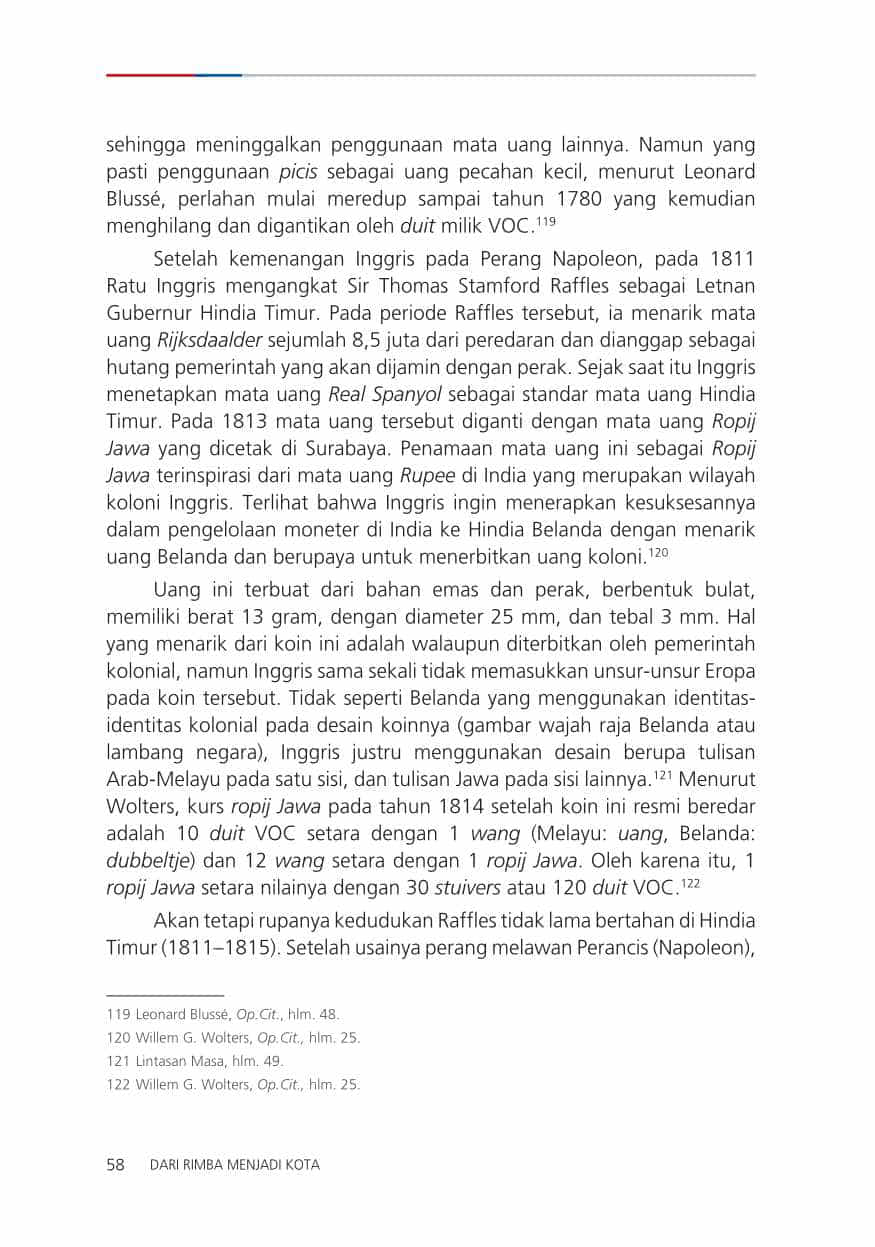 sehingga meninggalkan penggunaan mata uang lainnya. Namun yang
pasti penggunaan picis sebagai uang pecahan kecil, menurut Leonard
Blussé, perlahan mulai meredup sampai tahun 1780 yang kemudian
menghilang dan digantikan oleh duit milik VOC.119
Setelah kemenangan Inggris pada Perang Napoleon, pada 1811
Ratu Inggris mengangkat Sir Thomas Stamford Raffles sebagai Letnan
Gubernur Hindia Timur. Pada periode Raffles tersebut, ia menarik mata
uang Rijksdaalder sejumlah 8,5 juta dari peredaran dan dianggap sebagai
hutang pemerintah yang akan dijamin dengan perak. Sejak saat itu Inggris
menetapkan mata uang Real Spanyol sebagai standar mata uang Hindia
Timur. Pada 1813 mata uang tersebut diganti dengan mata uang Ropij
Jawa yang dicetak di Surabaya. Penamaan mata uang ini sebagai Ropij
Jawa terinspirasi dari mata uang Rupee di India yang merupakan wilayah
koloni Inggris. Terlihat bahwa Inggris ingin menerapkan kesuksesannya
dalam pengelolaan moneter di India ke Hindia Belanda dengan menarik
uang Belanda dan berupaya untuk menerbitkan uang koloni.120
Uang ini terbuat dari bahan emas dan perak, berbentuk bulat,
memiliki berat 13 gram, dengan diameter 25 mm, dan tebal 3 mm. Hal
yang menarik dari koin ini adalah walaupun diterbitkan oleh pemerintah
kolonial, namun Inggris sama sekali tidak memasukkan unsur-unsur Eropa
pada koin tersebut. Tidak seperti Belanda yang menggunakan identitas-
identitas kolonial pada desain koinnya (gambar wajah raja Belanda atau
lambang negara), Inggris justru menggunakan desain berupa tulisan
Arab-Melayu pada satu sisi, dan tulisan Jawa pada sisi lainnya.121 Menurut
Wolters, kurs ropij Jawa pada tahun 1814 setelah koin ini resmi beredar
adalah 10 duit VOC setara dengan 1 wang (Melayu: uang, Belanda:
dubbeltje) dan 12 wang setara dengan 1 ropij Jawa. Oleh karena itu, 1
ropij Jawa setara nilainya dengan 30 stuivers atau 120 duit VOC.122
Akan tetapi rupanya kedudukan Raffles tidak lama bertahan di Hindia
Timur (1811–1815). Setelah usainya perang melawan Perancis (Napoleon),
119 Leonard Blussé, Op.Cit., hlm. 48.
120 Willem G. Wolters, Op.Cit., hlm. 25.
121 Lintasan Masa, hlm. 49.
122 Willem G. Wolters, Op.Cit., hlm. 25.
58 DARI RIMBA MENJADI KOTA